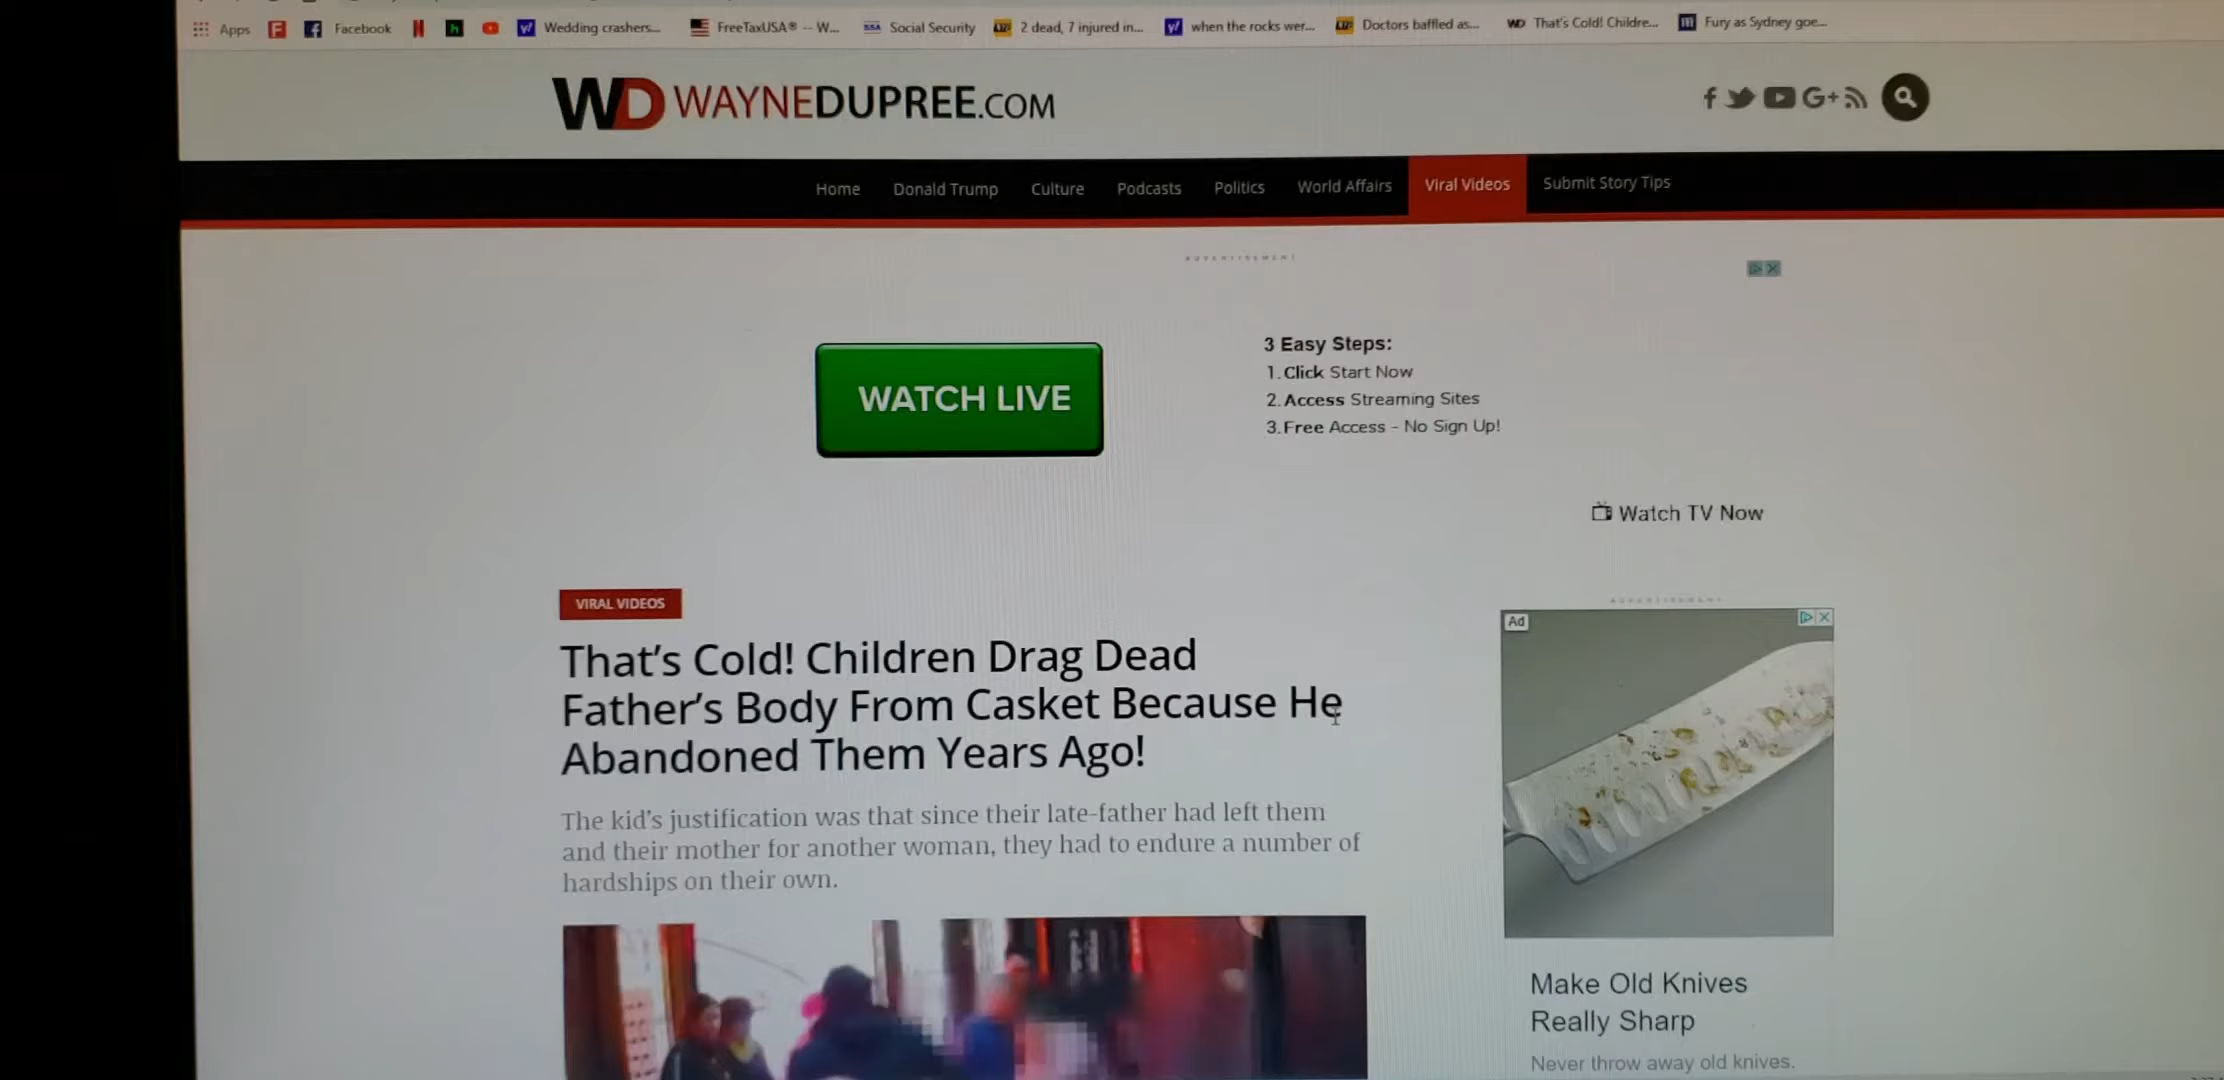 Apps Facebook Wedding crashers... FreeTaxUSA® -- W... SSA Social Security 2 dead, 7 injured in... when the rocks wer... Doctors baffled as... WD That's Cold! Childre... Fury as Sydney goe...
WD WAYNEDUPREE.COM
Home Donald Trump Culture Podcasts Politics World Affairs Viral Videos Submit Story Tips
ADVERTISEMENT
WATCH LIVE
3 Easy Steps:
1. Click Start Now
2. Access Streaming Sites
3. Free Access - No Sign Up!
Watch TV Now
VIRAL VIDEOS
That's Cold! Children Drag Dead
Father's Body From Casket Because He
Abandoned Them Years Ago!
The kid's justification was that since their late-father had left them
and their mother for another woman, they had to endure a number of
hardships on their own.
ADVERTISEMENT
Ad
Make Old Knives
Really Sharp
Never throw away old knives.